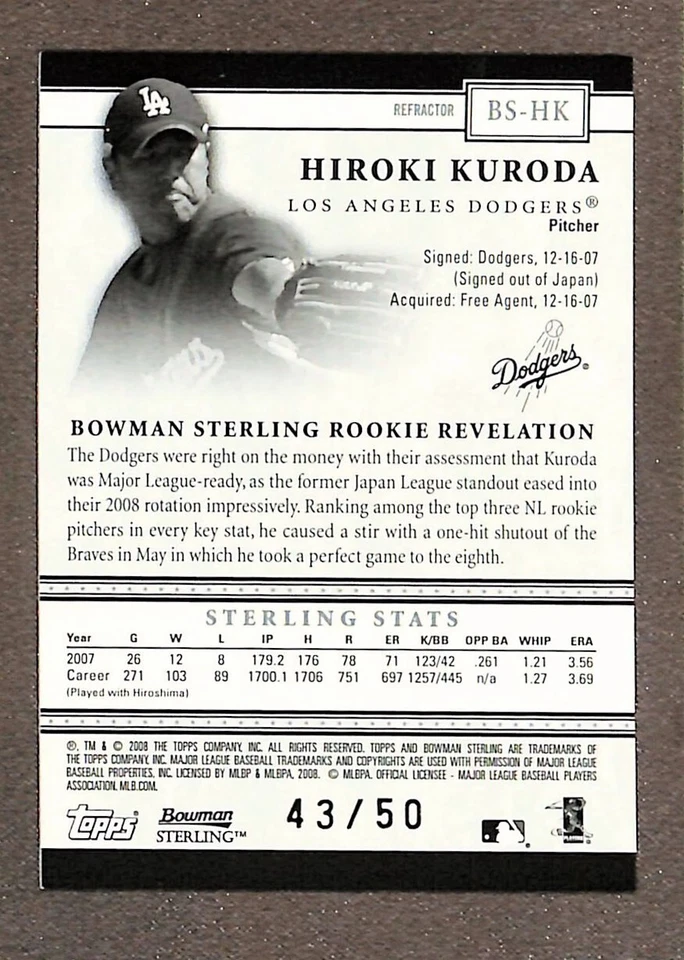 LA
REFRACTOR BS-HK
HIROKI KURODA
LOS ANGELES DODGERS®
Pitcher
Signed: Dodgers, 12-16-07
(Signed out of Japan)
Acquired: Free Agent, 12-16-07
Dodgers®
BOWMAN STERLING ROOKIE REVELATION
The Dodgers were right on the money with their assessment that Kuroda
was Major League-ready, as the former Japan League standout eased into
their 2008 rotation impressively. Ranking among the top three NL rookie
pitchers in every key stat, he caused a stir with a one-hit shutout of the
Braves in May in which he took a perfect game to the eighth.
STERLING STATS
Year G W L IP H R ER K/BB OPP BA WHIP ERA
2007 26 12 8 179.2 176 78 71 123/42 .261 1.21 3.56
Career 271 103 89 1700.1 1706 751 697 1257/445 n/a 1.27 3.69
(Played with Hiroshima)
®, TM & © 2008 THE TOPPS COMPANY, INC. ALL RIGHTS RESERVED. TOPPS AND BOWMAN STERLING ARE TRADEMARKS OF
THE TOPPS COMPANY, INC. MAJOR LEAGUE BASEBALL TRADEMARKS AND COPYRIGHTS ARE USED WITH PERMISSION OF MAJOR LEAGUE
BASEBALL PROPERTIES, INC. LICENSED BY MLBP & MLBPA, 2008. © MLBPA. OFFICIAL LICENSEE - MAJOR LEAGUE BASEBALL PLAYERS
ASSOCIATION. MLB.COM.
TOPPS® Bowman STERLING™ 43/50